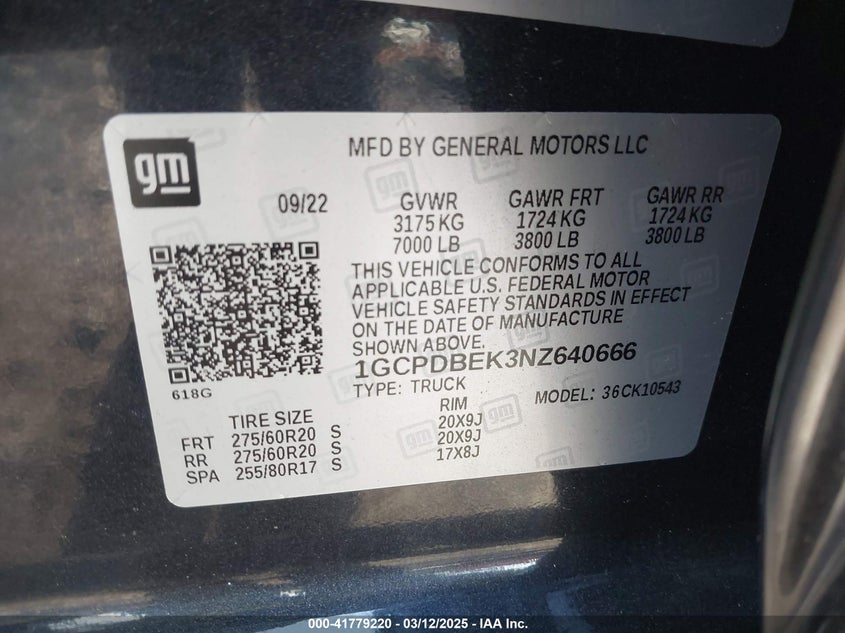 gm
MFD BY GENERAL MOTORS LLC
09/22 GVWR GAWR FRT GAWR RR
3175 KG 1724 KG 1724 KG
7000 LB 3800 LB 3800 LB
THIS VEHICLE CONFORMS TO ALL
APPLICABLE U.S. FEDERAL MOTOR
VEHICLE SAFETY STANDARDS IN EFFECT
ON THE DATE OF MANUFACTURE
SHOWN ABOVE.
1GCPDBEK3NZ640666
618G
TYPE: TRUCK MODEL: 36CK10543
TIRE SIZE RIM
FRT 275/60R20 S 20X9J
RR 275/60R20 S 20X9J
SPA 255/80R17 S 17X8J
000-41779220 - 03/12/2025 - IAA Inc.